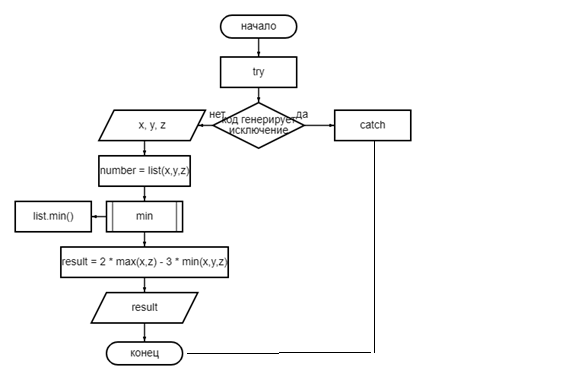 начало
try
нет
код генерирует
исключение
да
x, y, z
catch
number = list(x,y,z)
list.min()
min
result = 2 * max(x,z) - 3 * min(x,y,z)
result
конец